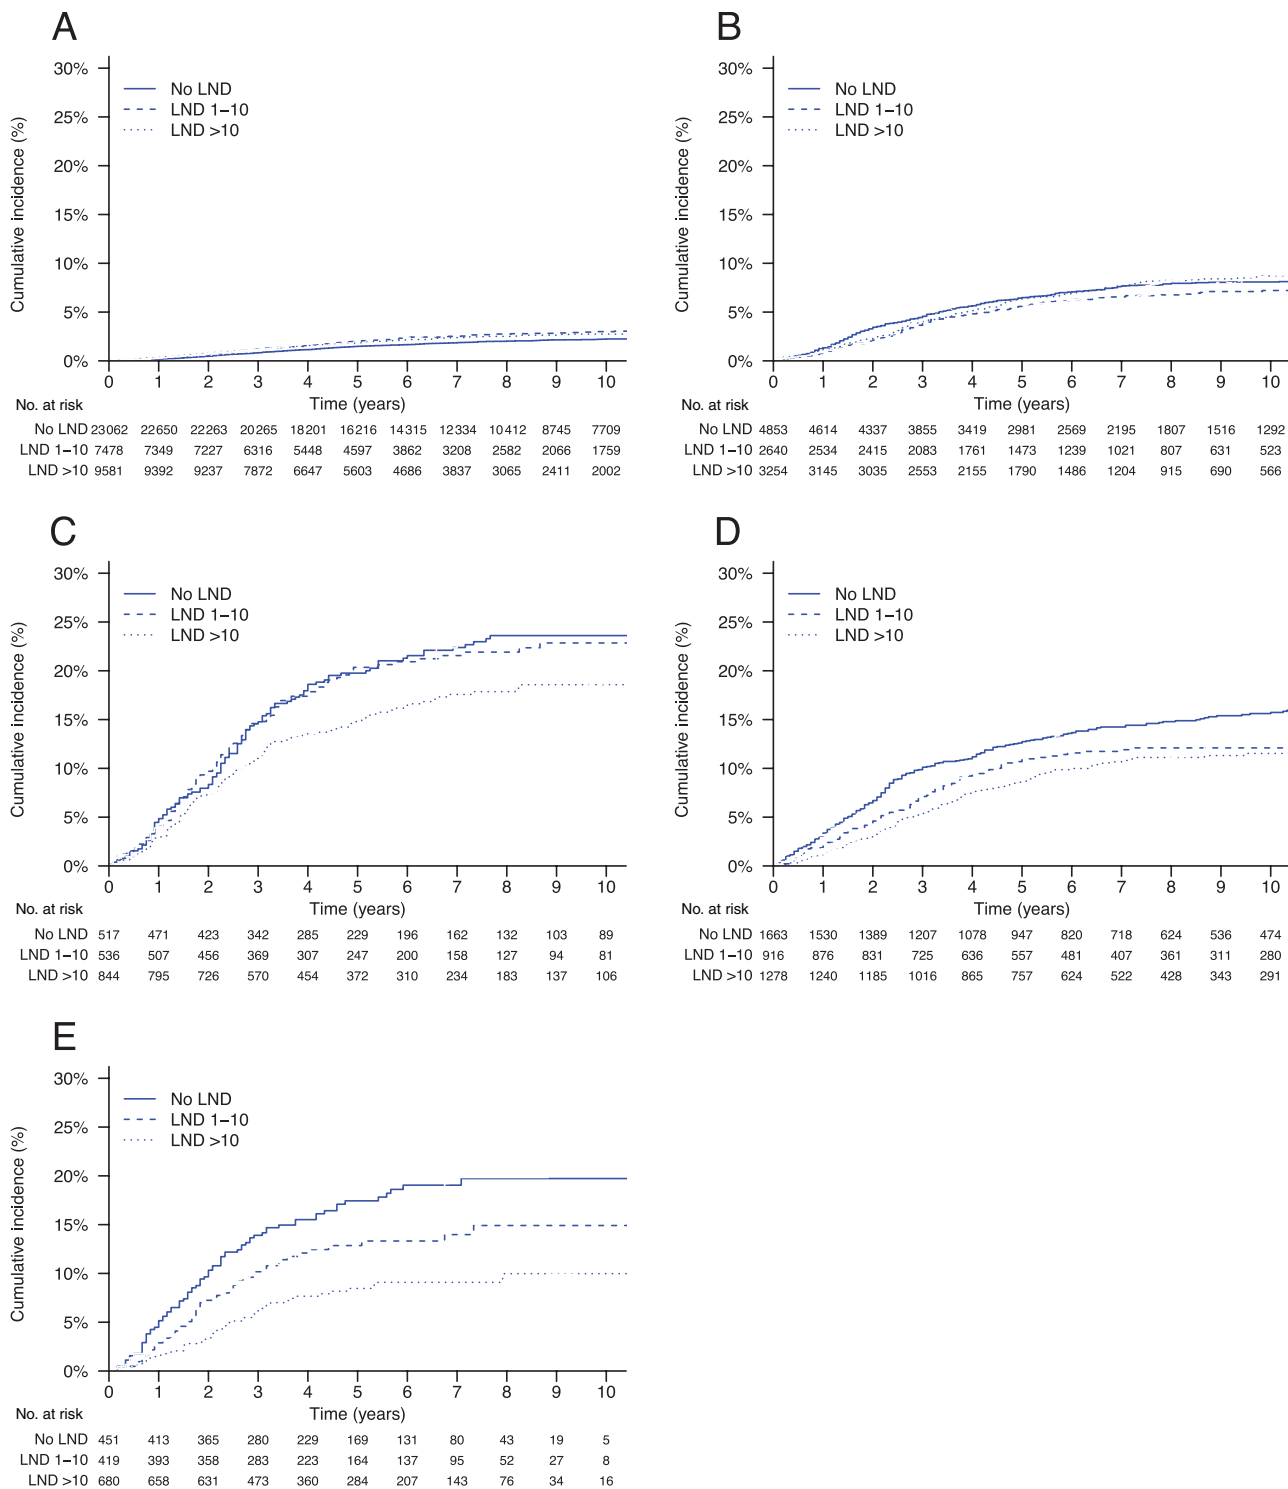 A
Cumulative incidence (%)
30%
25%
20%
15%
10%
5%
0%
No LND
LND 1–10
LND >10
0 1 2 3 4 5 6 7 8 9 10
Time (years)
No. at risk
No LND 23062 22650 22263 20265 18201 16216 14315 12334 10412 8745 7709
LND 1–10 7478 7349 7227 6316 5448 4597 3862 3208 2582 2066 1759
LND >10 9581 9392 9237 7872 6647 5603 4686 3837 3065 2411 2002
B
Cumulative incidence (%)
30%
25%
20%
15%
10%
5%
0%
No LND
LND 1–10
LND >10
0 1 2 3 4 5 6 7 8 9 10
Time (years)
No. at risk
No LND 4853 4614 4337 3855 3419 2981 2569 2195 1807 1516 1292
LND 1–10 2640 2534 2415 2083 1761 1473 1239 1021 807 631 523
LND >10 3254 3145 3035 2553 2155 1790 1486 1204 915 690 566
C
Cumulative incidence (%)
30%
25%
20%
15%
10%
5%
0%
No LND
LND 1–10
LND >10
0 1 2 3 4 5 6 7 8 9 10
Time (years)
No. at risk
No LND 517 471 423 342 285 229 196 162 132 103 89
LND 1–10 536 507 456 369 307 247 200 158 127 94 81
LND >10 844 795 726 570 454 372 310 234 183 137 106
D
Cumulative incidence (%)
30%
25%
20%
15%
10%
5%
0%
No LND
LND 1–10
LND >10
0 1 2 3 4 5 6 7 8 9 10
Time (years)
No. at risk
No LND 1663 1530 1389 1207 1078 947 820 718 624 536 474
LND 1–10 916 876 831 725 636 557 481 407 361 311 280
LND >10 1278 1240 1185 1016 865 757 624 522 428 343 291
E
Cumulative incidence (%)
30%
25%
20%
15%
10%
5%
0%
No LND
LND 1–10
LND >10
0 1 2 3 4 5 6 7 8 9 10
Time (years)
No. at risk
No LND 451 413 365 280 229 169 131 80 43 19 5
LND 1–10 419 393 358 283 223 164 137 95 52 27 8
LND >10 680 658 631 473 360 284 207 143 76 34 16